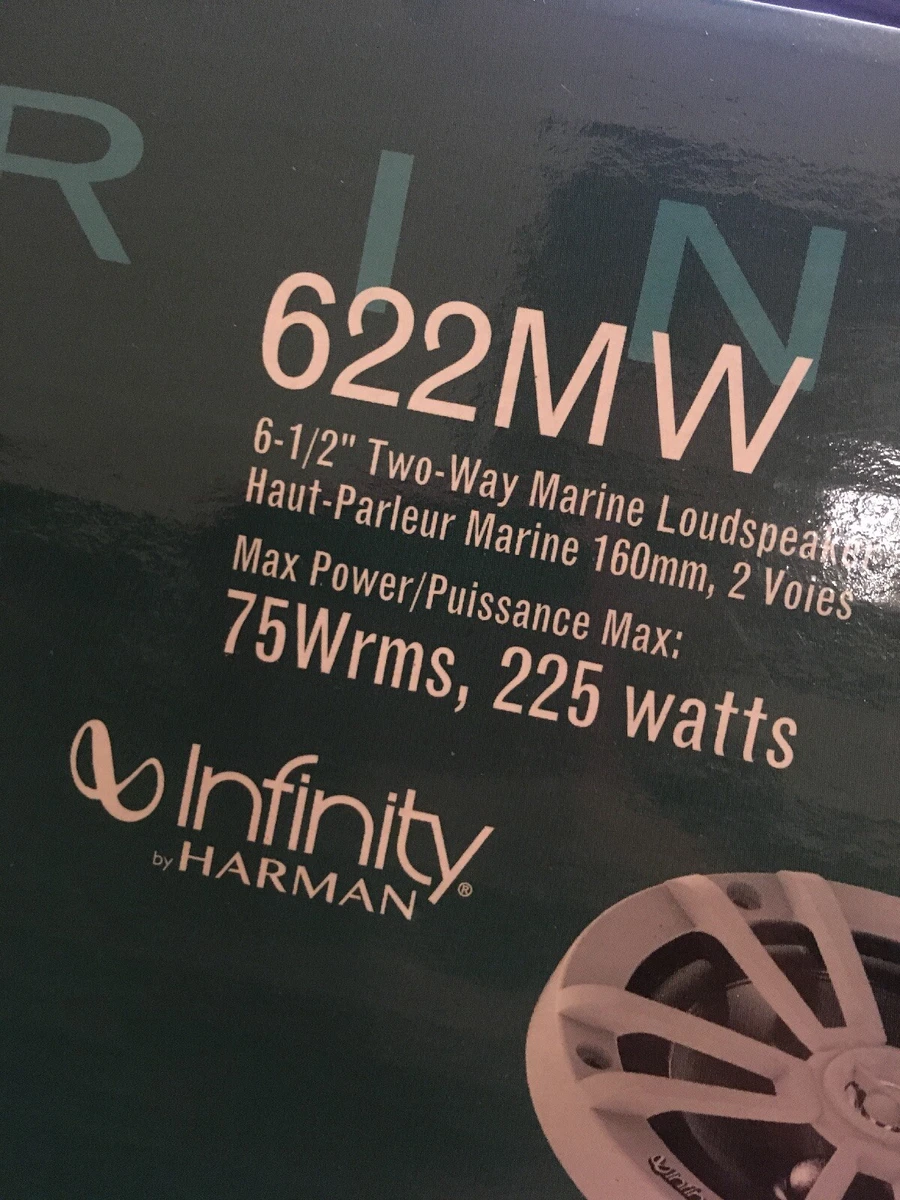 RIN
622MW
6-1/2" Two-Way Marine Loudspeaker
Haut-Parleur Marine 160mm, 2 Voies
Max Power/Puissance Max:
75Wrms, 225 watts
Infinity®
by HARMAN